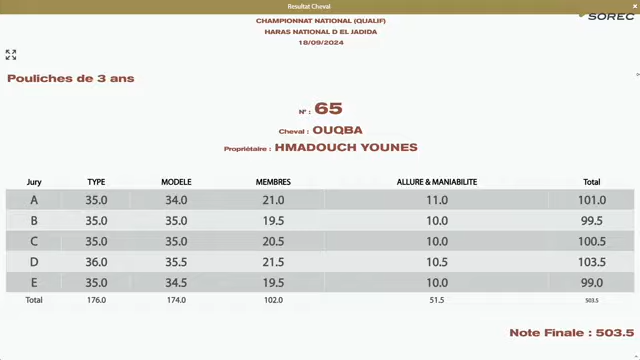 Resultat Cheval
CHAMPIONNAT NATIONAL (QUALIF)
SOREC
HARAS NATIONAL D EL JADIDA
18/09/2024
Pouliches de 3 ans
N° : 65
Cheval : OUQBA
Propriétaire : HMADOUCH YOUNES
Jury TYPE MODELE MEMBRES ALLURE & MANIABILITE Total
A 35.0 34.0 21.0 11.0 101.0
B 35.0 35.0 19.5 10.0 99.5
C 35.0 35.0 20.5 10.0 100.5
D 36.0 35.5 21.5 10.5 103.5
E 35.0 34.5 19.5 10.0 99.0
Total 176.0 174.0 102.0 51.5 503.5
Note Finale : 503.5